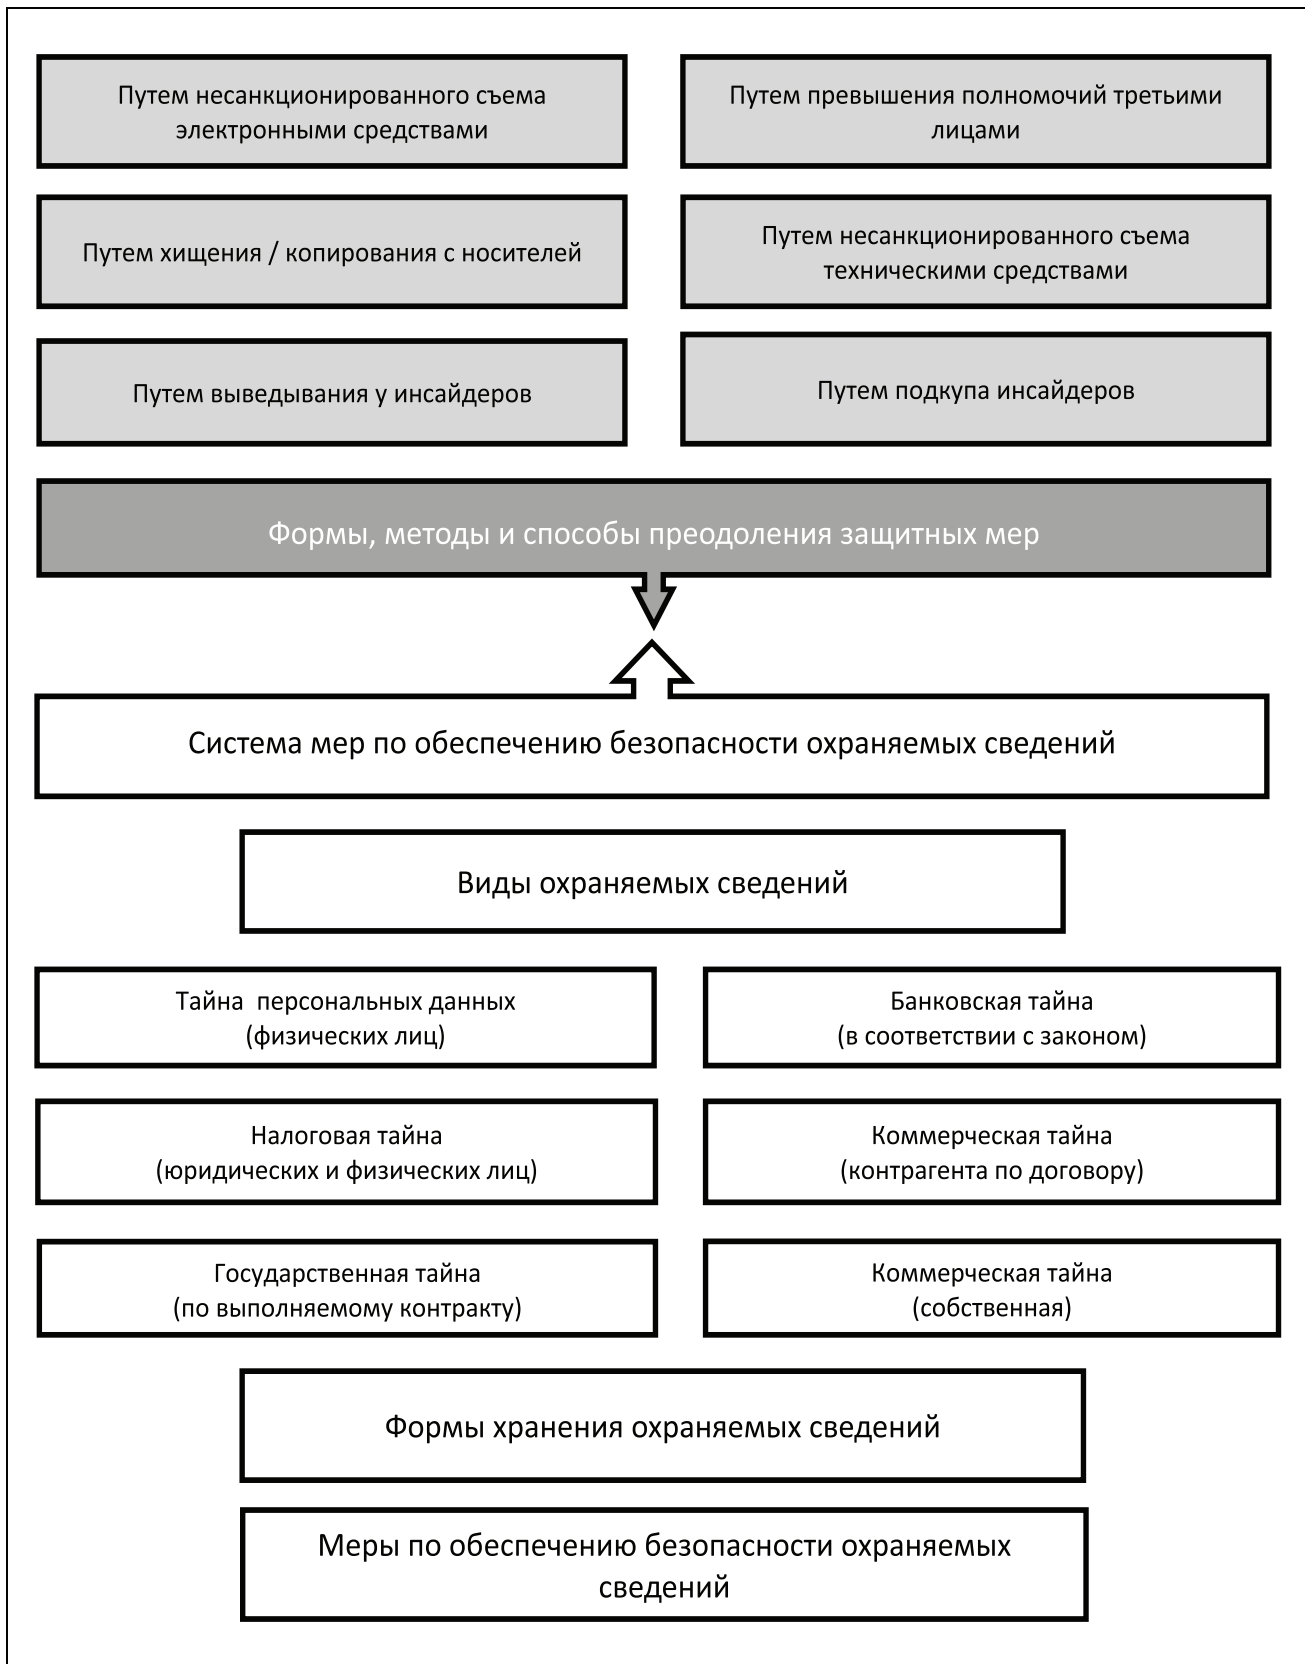 Путем несанкционированного съема
электронными средствами
Путем превышения полномочий третьими
лицами
Путем хищения / копирования с носителей
Путем несанкционированного съема
техническими средствами
Путем выведывания у инсайдеров
Путем подкупа инсайдеров
Формы, методы и способы преодоления защитных мер
Система мер по обеспечению безопасности охраняемых сведений
Виды охраняемых сведений
Тайна персональных данных
(физических лиц)
Банковская тайна
(в соответствии с законом)
Налоговая тайна
(юридических и физических лиц)
Коммерческая тайна
(контрагента по договору)
Государственная тайна
(по выполняемому контракту)
Коммерческая тайна
(собственная)
Формы хранения охраняемых сведений
Меры по обеспечению безопасности охраняемых
сведений